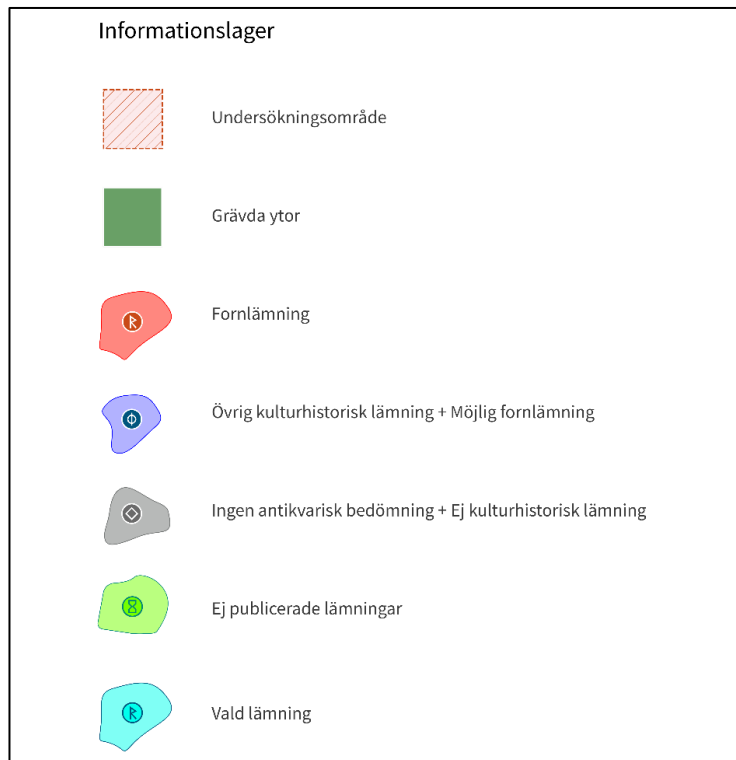 Informationslager
Undersökningsområde
Grävda ytor
Fornlämning
Övrig kulturhistorisk lämning + Möjlig fornlämning
Ingen antikvarisk bedömning + Ej kulturhistorisk lämning
Ej publicerade lämningar
Vald lämning